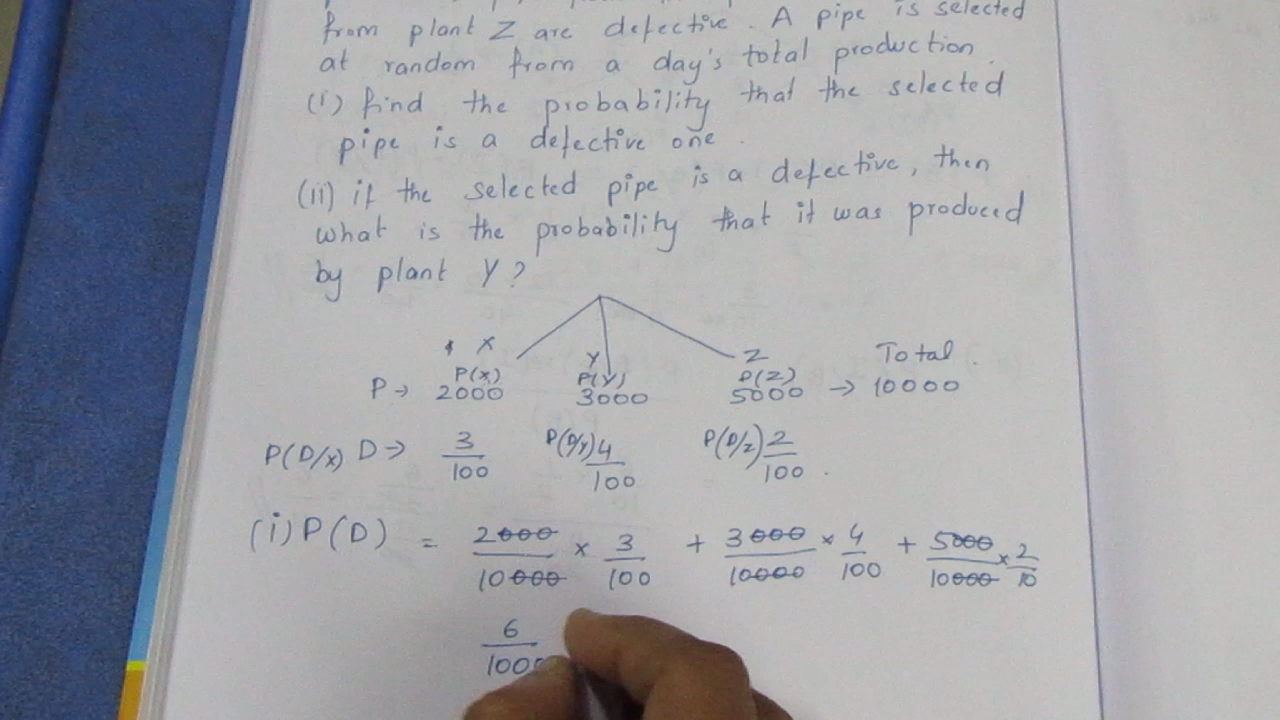 from plant Z are defective. A pipe is selected
at random from a day's total production.
(i) find the probability that the selected
pipe is a defective one.
(ii) if the selected pipe is a defective, then
what is the probability that it was produced
by plant Y?
X Y Z Total.
P(X) P(Y) P(Z)
P → 2000 3000 5000 → 10000
P(D/X) D → 3/100 P(D/Y) 4/100 P(D/Z) 2/100.
(i) P(D) = 2000/10000 × 3/100 + 3000/10000 × 4/100 + 5000/10000 × 2/10
6/1000